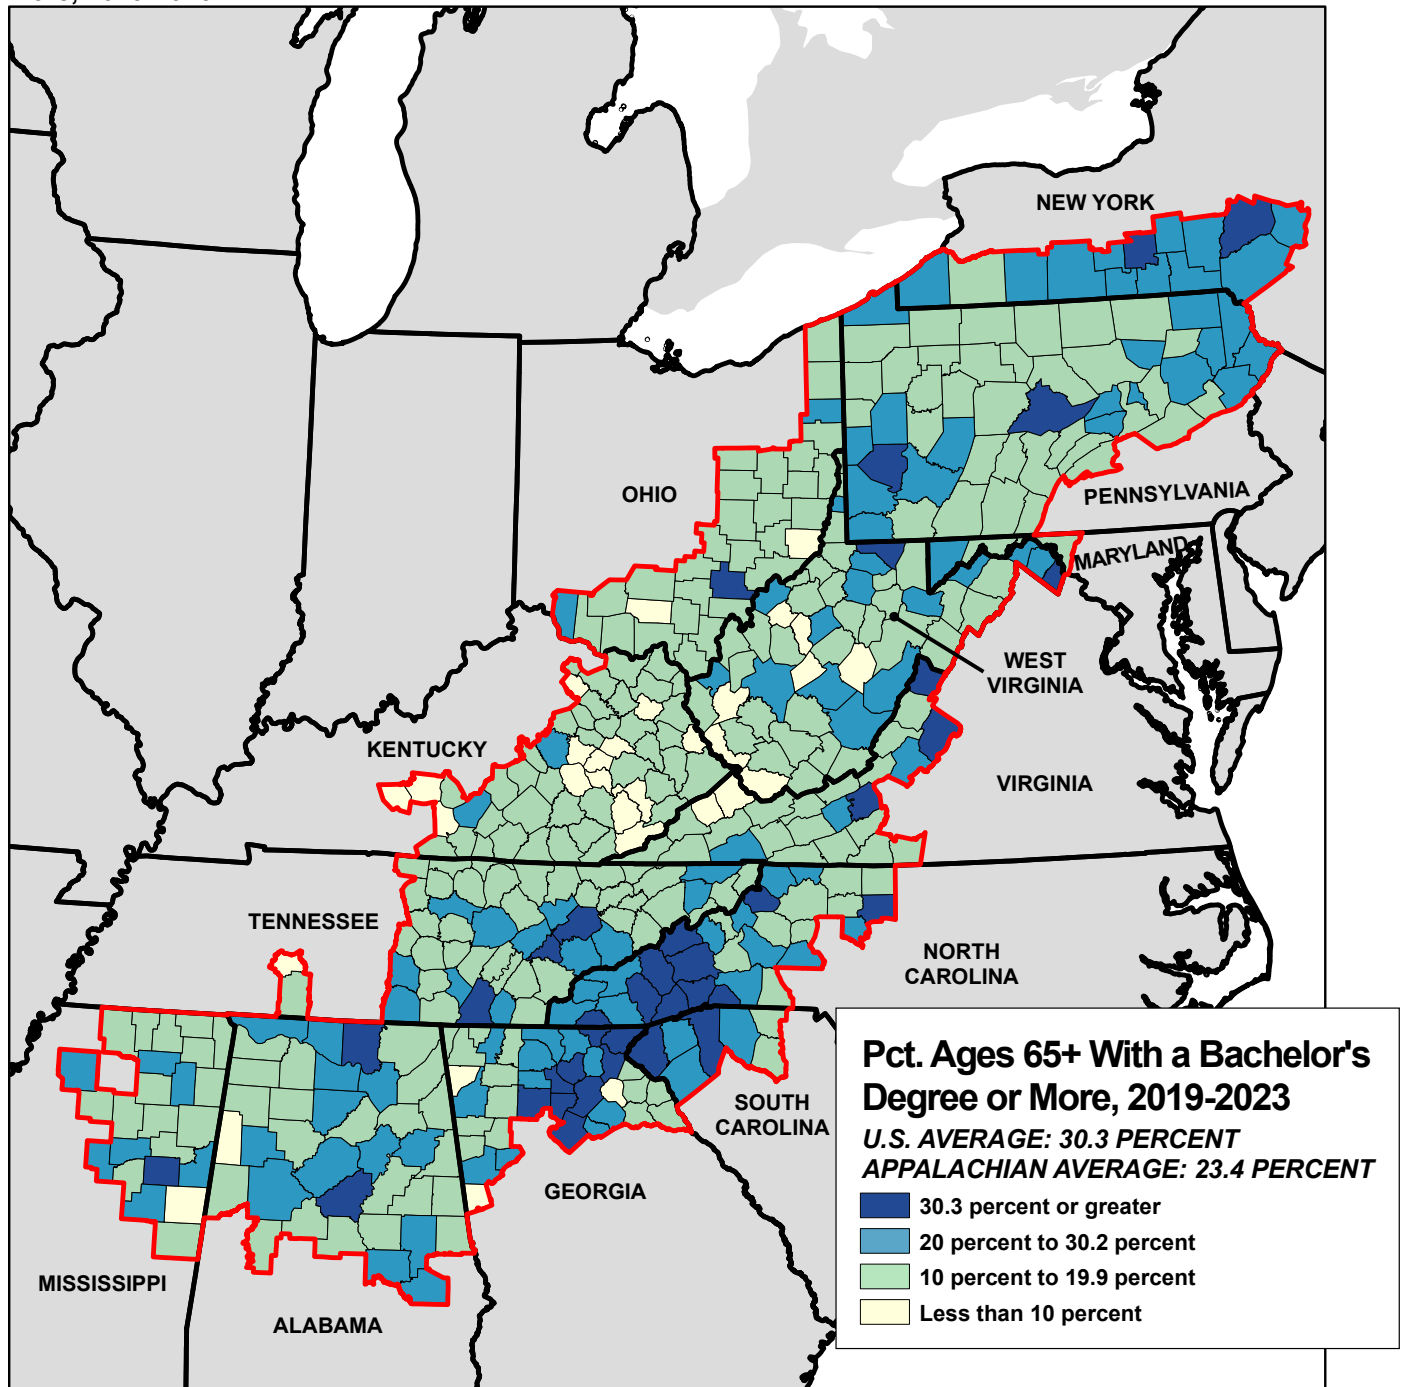 NEW YORK
OHIO
PENNSYLVANIA
MARYLAND
WEST
VIRGINIA
KENTUCKY
VIRGINIA
TENNESSEE
NORTH
CAROLINA
SOUTH
CAROLINA
GEORGIA
MISSISSIPPI
ALABAMA
Pct. Ages 65+ With a Bachelor's
Degree or More, 2019-2023
U.S. AVERAGE: 30.3 PERCENT
APPALACHIAN AVERAGE: 23.4 PERCENT
30.3 percent or greater
20 percent to 30.2 percent
10 percent to 19.9 percent
Less than 10 percent